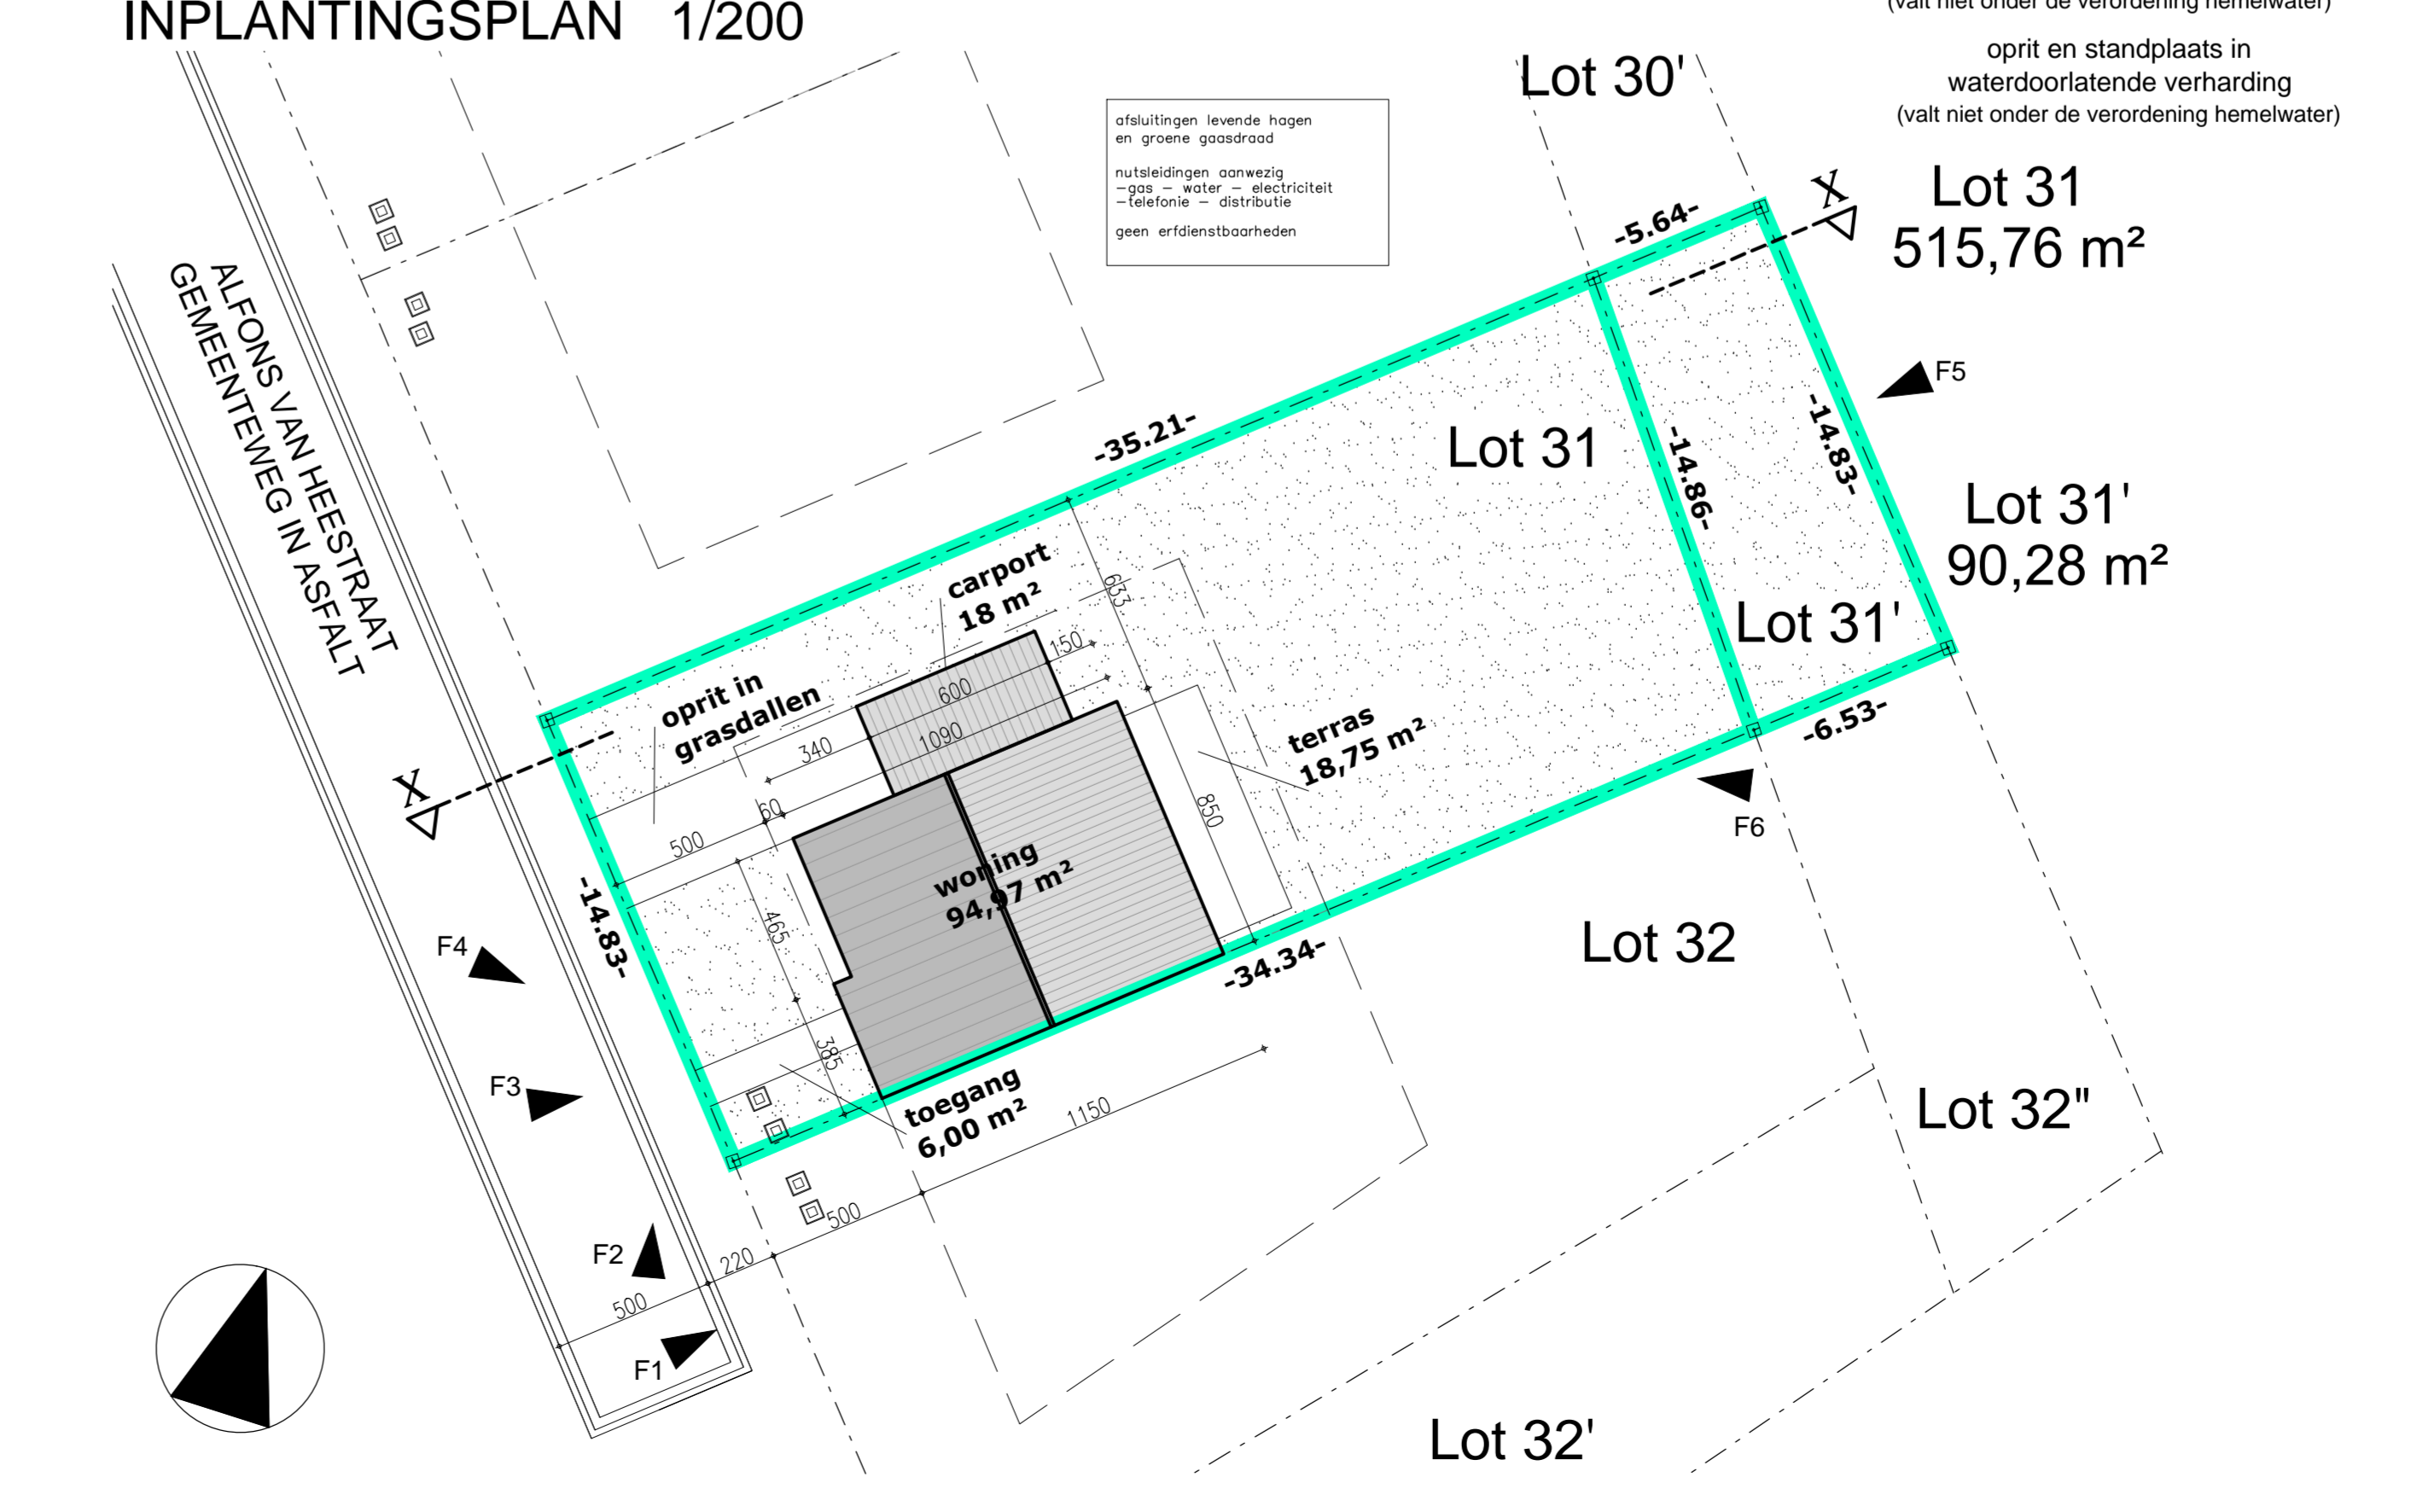 INPLANTINGSPLAN 1/200
(valt niet onder de verordening hemelwater)
oprit en standplaats in
waterdoorlatende verharding
(valt niet onder de verordening hemelwater)
Lot 30'
afsluitingen levende hagen
en groene gaasdraad
nutsleidingen aanwezig
-gas - water - electriciteit
-telefonie - distributie
geen erfdienstbaarheden
X
Lot 31
515,76 m²
-5.64-
ALFONS VAN HEESTRAAT
GEMEENTEWEG IN ASFALT
F5
-35.21-
Lot 31
-14.86-
-14.83-
Lot 31'
90,28 m²
Lot 31'
carport
18 m²
633
150
600
1090
340
oprit in
grasdallen
terras
18,75 m²
-6.53-
X
60
500
850
F6
woning
94,97 m²
465
-14.83-
F4
Lot 32
-34.34-
385
F3
toegang
6,00 m²
1150
Lot 32"
500
F2
220
500
F1
Lot 32'